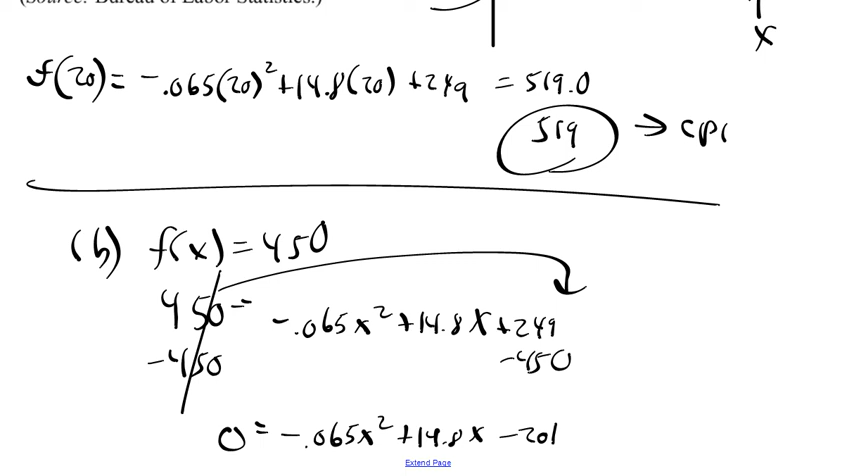 (Source: Bureau of Labor Statistics.)
x
f(20) = -.065(20)² + 14.8(20) + 249 = 519.0
519 → cpi
(b) f(x) = 450
450 = -.065x² + 14.8x + 249
-450 -450
0 = -.065x² + 14.8x - 201
Extend Page